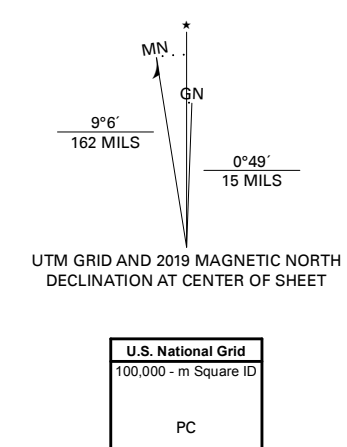 ★
MN
GN
9°6´
162 MILS
0°49´
15 MILS
UTM GRID AND 2019 MAGNETIC NORTH
DECLINATION AT CENTER OF SHEET
U.S. National Grid
100,000 - m Square ID
PC